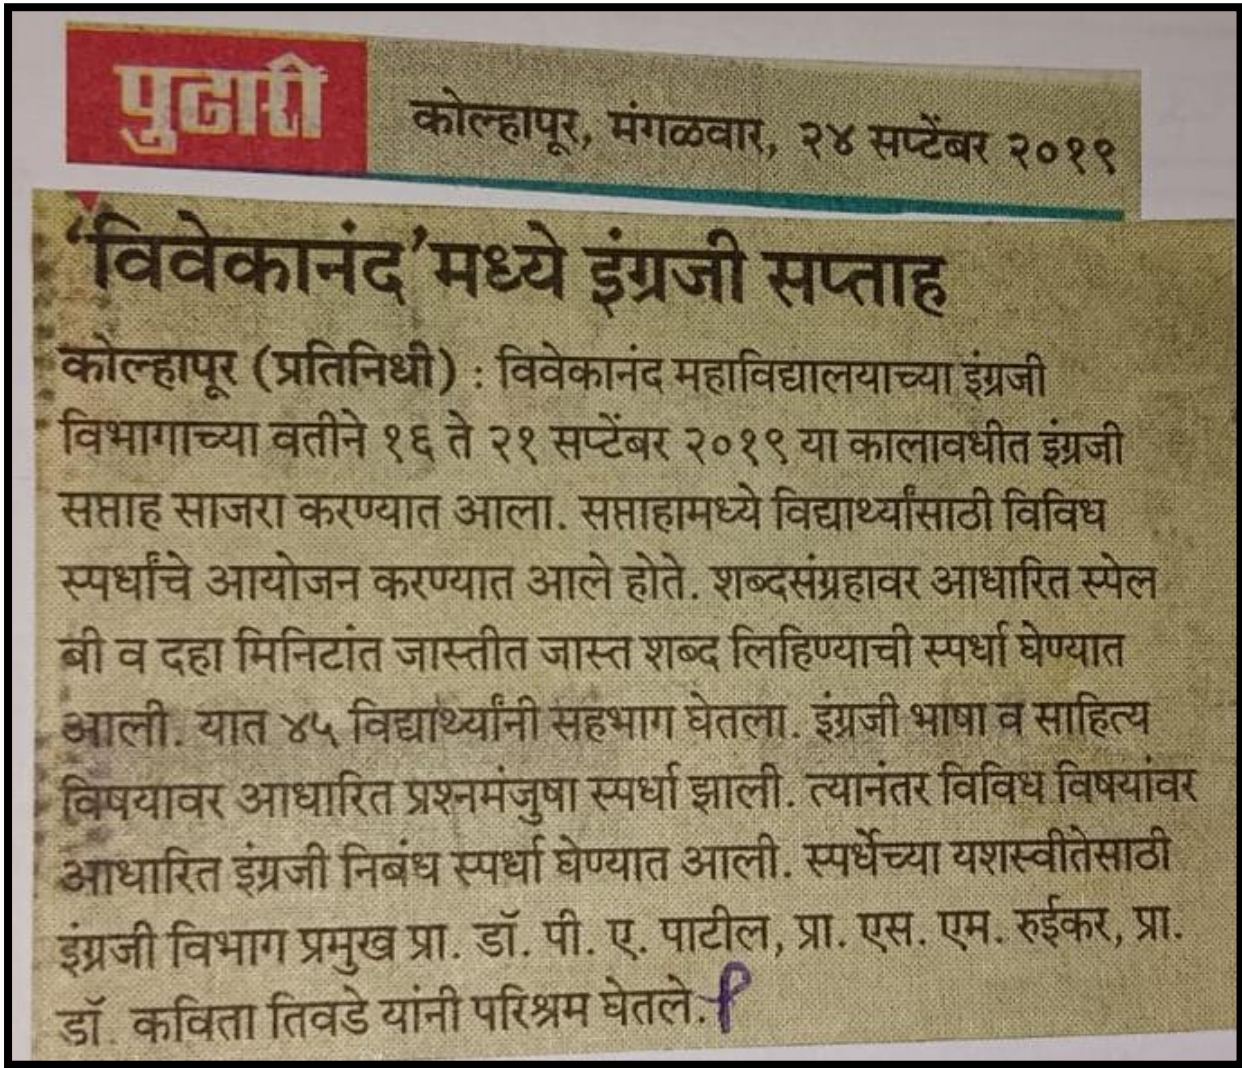 पुढारी
कोल्हापूर, मंगळवार, २४ सप्टेंबर २०१९
‘विवेकानंद’मध्ये इंग्रजी सप्ताह
कोल्हापूर (प्रतिनिधी) : विवेकानंद महाविद्यालयाच्या इंग्रजी
विभागाच्या वतीने १६ ते २१ सप्टेंबर २०१९ या कालावधीत इंग्रजी
सप्ताह साजरा करण्यात आला. सप्ताहामध्ये विद्यार्थ्यांसाठी विविध
स्पर्धांचे आयोजन करण्यात आले होते. शब्दसंग्रहावर आधारित स्पेल
बी व दहा मिनिटांत जास्तीत जास्त शब्द लिहिण्याची स्पर्धा घेण्यात
आली. यात ४५ विद्यार्थ्यांनी सहभाग घेतला. इंग्रजी भाषा व साहित्य
विषयावर आधारित प्रश्नमंजुषा स्पर्धा झाली. त्यानंतर विविध विषयांवर
आधारित इंग्रजी निबंध स्पर्धा घेण्यात आली. स्पर्धेच्या यशस्वीतेसाठी
इंग्रजी विभाग प्रमुख प्रा. डॉ. पी. ए. पाटील, प्रा. एस. एम. रुईकर, प्रा.
डॉ. कविता तिवडे यांनी परिश्रम घेतले.